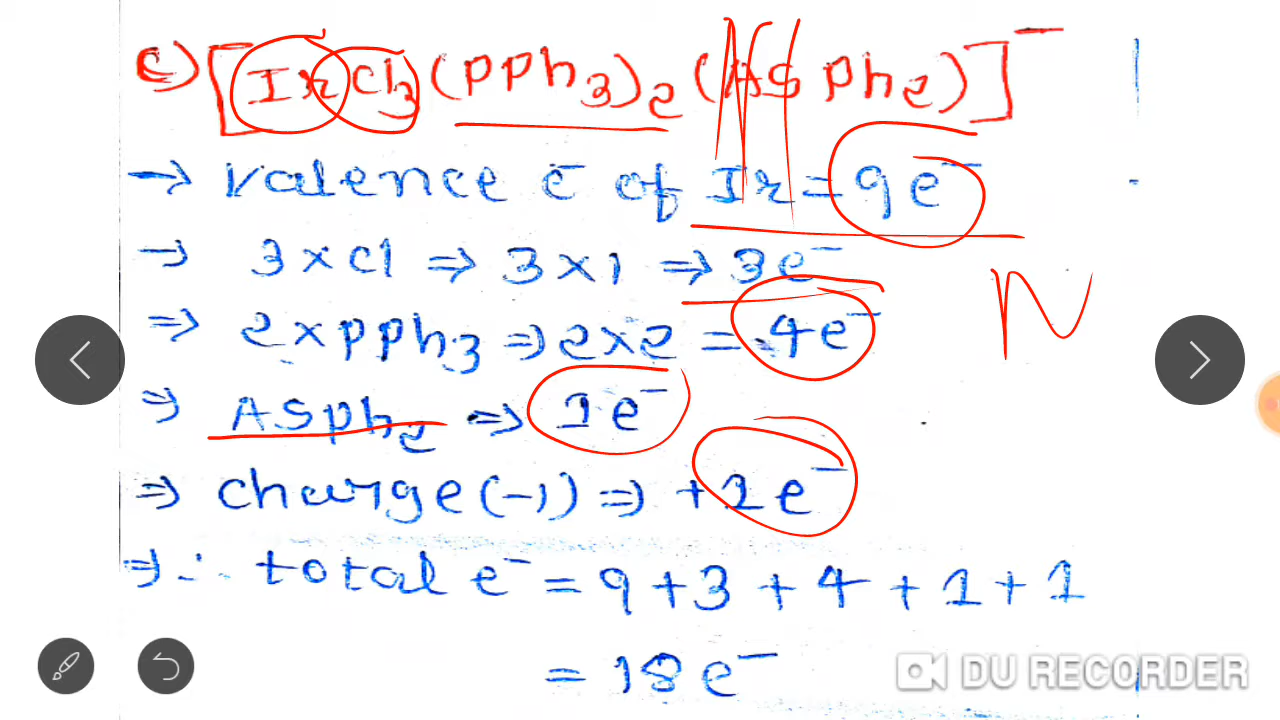 c) [IrCl3(pph3)2(ASphe)]⁻
→ Valence e⁻ of Ir = 9e⁻
→ 3×Cl ⇒ 3×1 ⇒ 3e⁻
⇒ 2×pph3 ⇒ 2×2 = 4e⁻
N
⇒ ASph2 ⇒ 1e⁻
⇒ charge(-1) ⇒ +1e⁻
⇒ ∴ total e⁻ = 9+3+4+1+1
= 18e⁻
DU RECORDER